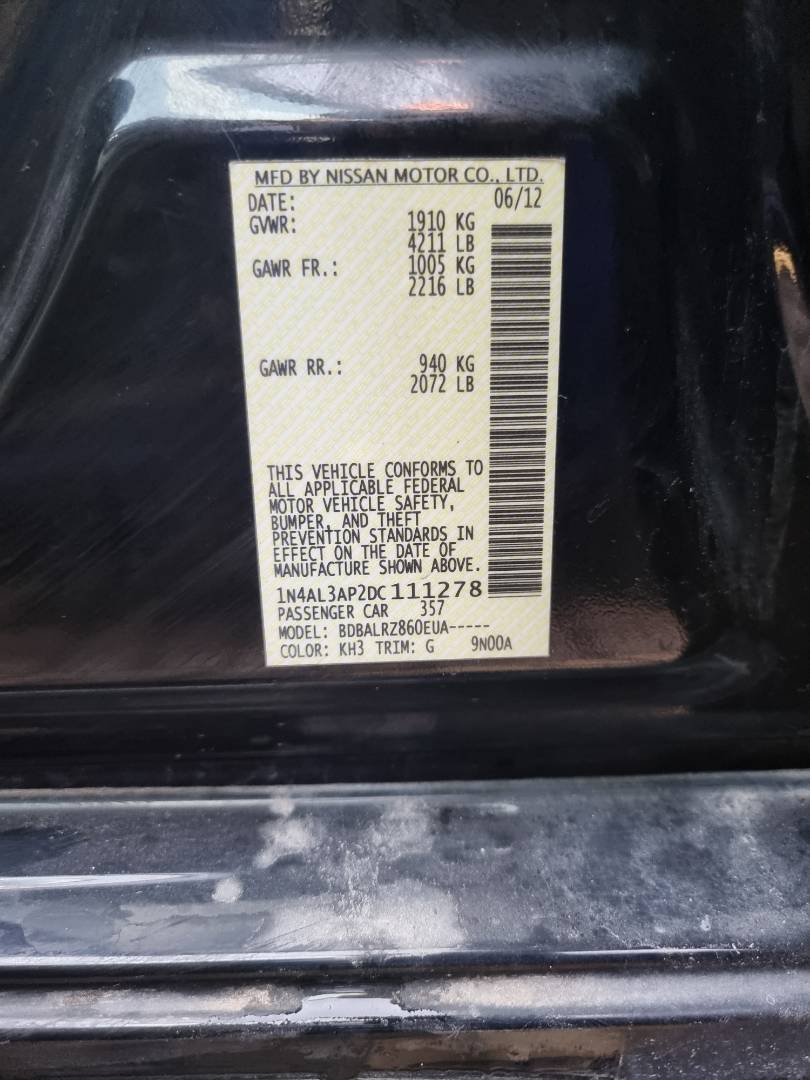 MFD BY NISSAN MOTOR CO., LTD.
DATE: 06/12
GVWR: 1910 KG
4211 LB
GAWR FR.: 1005 KG
2216 LB
GAWR RR.: 940 KG
2072 LB
THIS VEHICLE CONFORMS TO
ALL APPLICABLE FEDERAL
MOTOR VEHICLE SAFETY,
BUMPER, AND THEFT
PREVENTION STANDARDS IN
EFFECT ON THE DATE OF
MANUFACTURE SHOWN ABOVE.
1N4AL3AP2DC111278
PASSENGER CAR 357
MODEL: BDBALRZ860EUA-----
COLOR: KH3 TRIM: G 9N00A